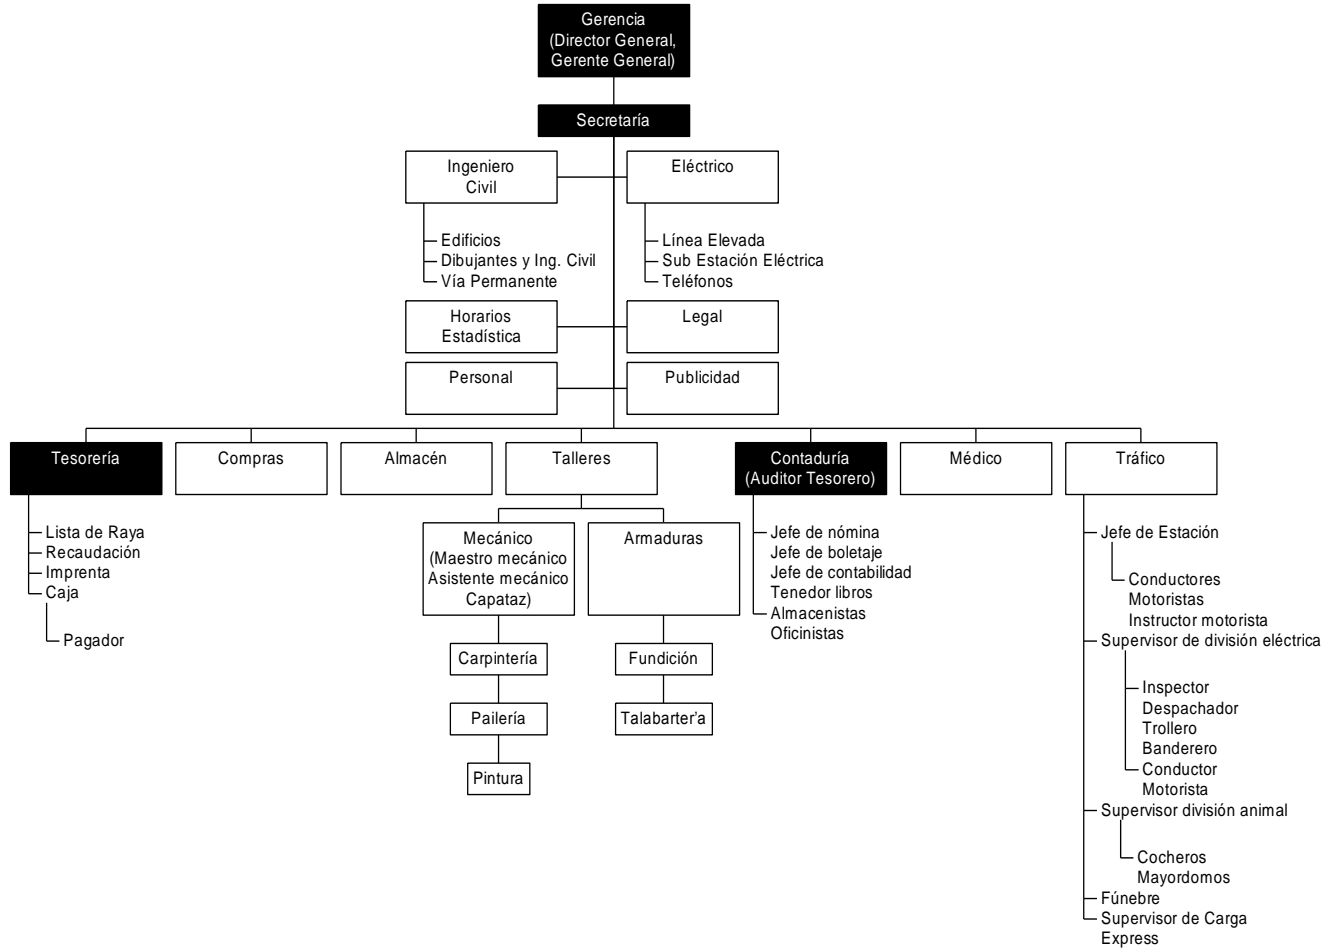 Gerencia
(Director General,
Gerente General)
Secretaría
Ingeniero
Civil
Eléctrico
Edificios
Dibujantes y Ing. Civil
Vía Permanente
Línea Elevada
Sub Estación Eléctrica
Teléfonos
Horarios
Estadística
Legal
Personal
Publicidad
Tesorería
Compras
Almacén
Talleres
Contaduría
(Auditor Tesorero)
Médico
Tráfico
Lista de Raya
Recaudación
Imprenta
Caja
Pagador
Mecánico
(Maestro mecánico
Asistente mecánico
Capataz)
Armaduras
Carpintería
Fundición
Pailería
Talabarter'a
Pintura
Jefe de nómina
Jefe de boletaje
Jefe de contabilidad
Tenedor libros
Almacenistas
Oficinistas
Jefe de Estación
Conductores
Motoristas
Instructor motorista
Supervisor de división eléctrica
Inspector
Despachador
Trollero
Banderero
Conductor
Motorista
Supervisor división animal
Cocheros
Mayordomos
Fúnebre
Supervisor de Carga
Express